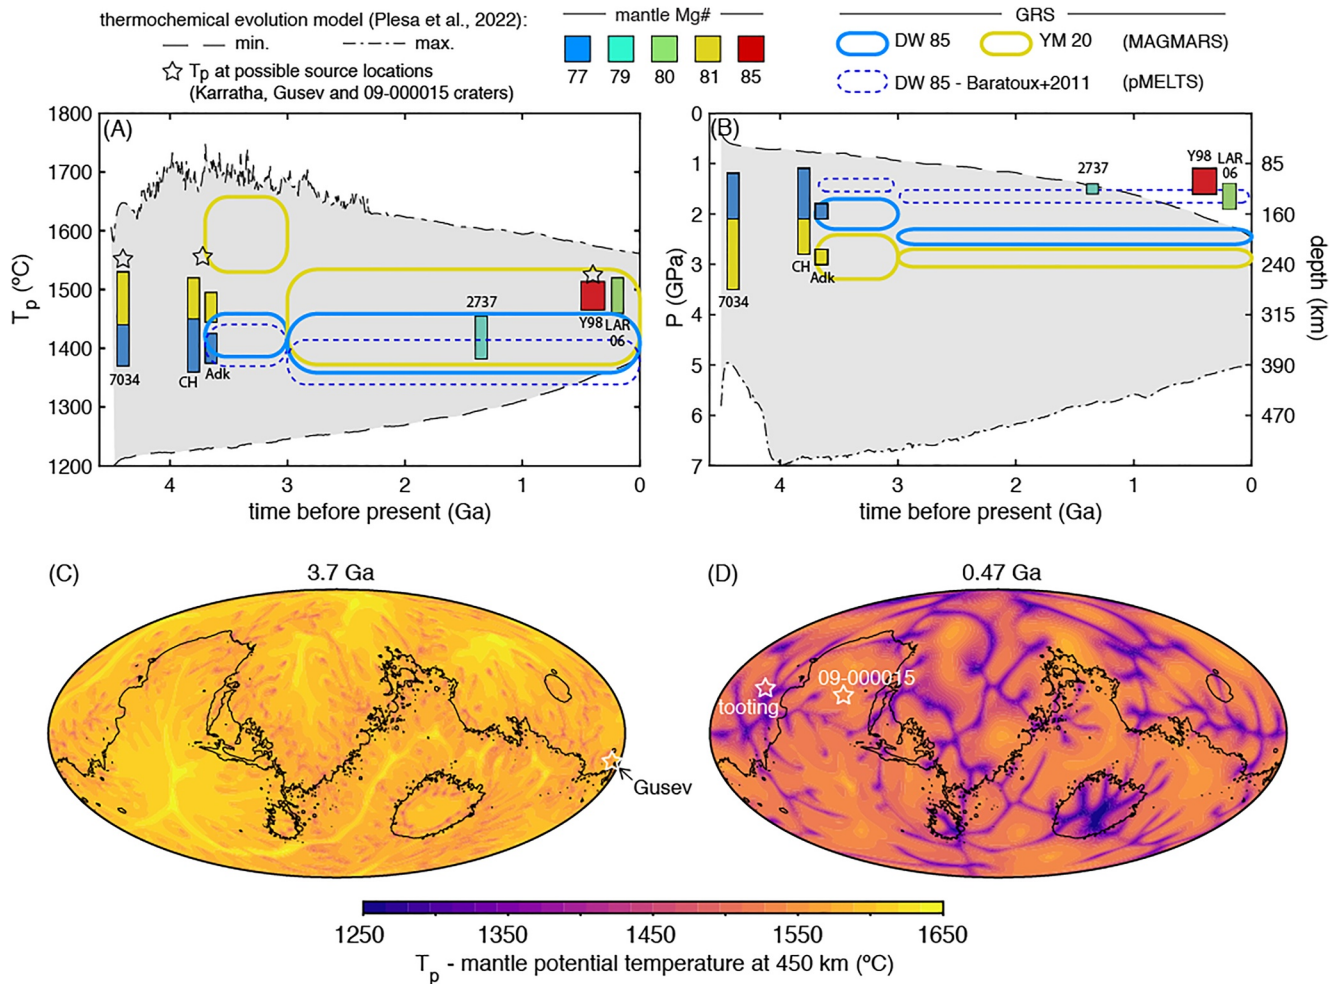 thermochemical evolution model (Plesa et al., 2022):
min.
max.
Tp at possible source locations
(Karratha, Gusev and 09-000015 craters)
mantle Mg#
77
79
80
81
85
GRS
DW 85
YM 20
(MAGMARS)
DW 85 - Baratoux+2011
(pMELTS)
(A)
1800
1700
1600
1500
1400
1300
1200
Tp (ºC)
7034
CH
Adk
2737
Y98
LAR
06
4
3
2
1
0
time before present (Ga)
(B)
0
1
2
3
4
5
6
7
P (GPa)
7034
CH
Adk
2737
Y98
LAR
06
85
160
240
315
390
470
depth (km)
4
3
2
1
0
time before present (Ga)
(C)
3.7 Ga
Gusev
(D)
0.47 Ga
09-000015
tooting
1250
1350
1450
1550
1650
Tp - mantle potential temperature at 450 km (ºC)